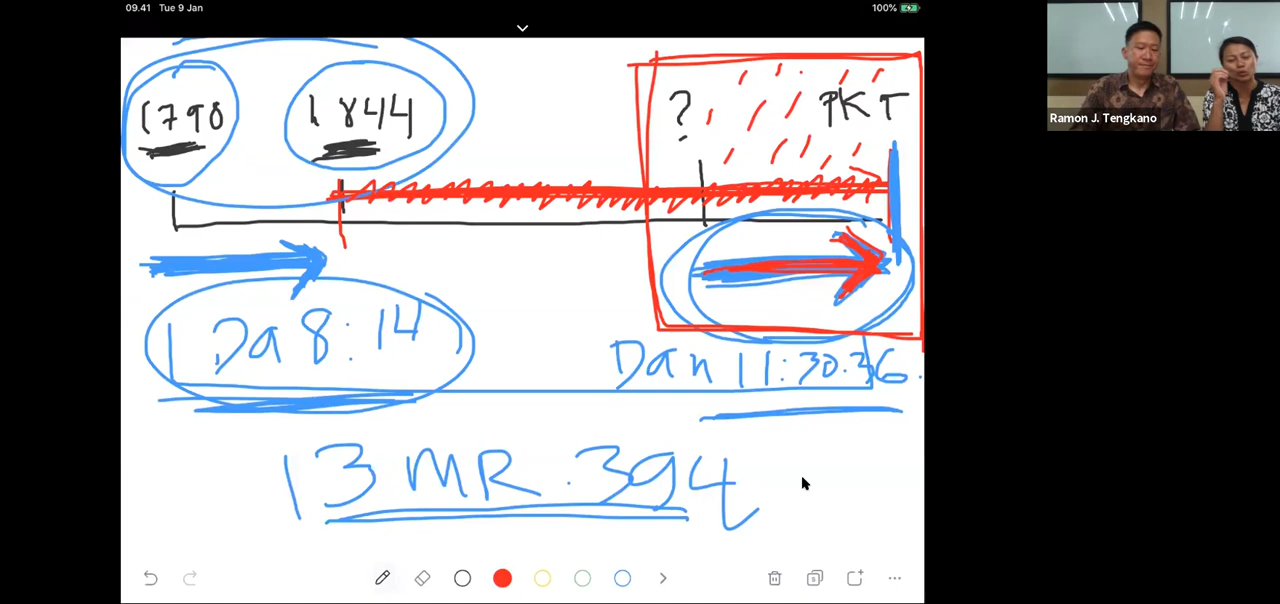 09.41 Tue 9 Jan
100%
1798 1844 ? PKT
Da 8:14
Dan 11:30.36.
13 MR.394
Ramon J. Tengkano